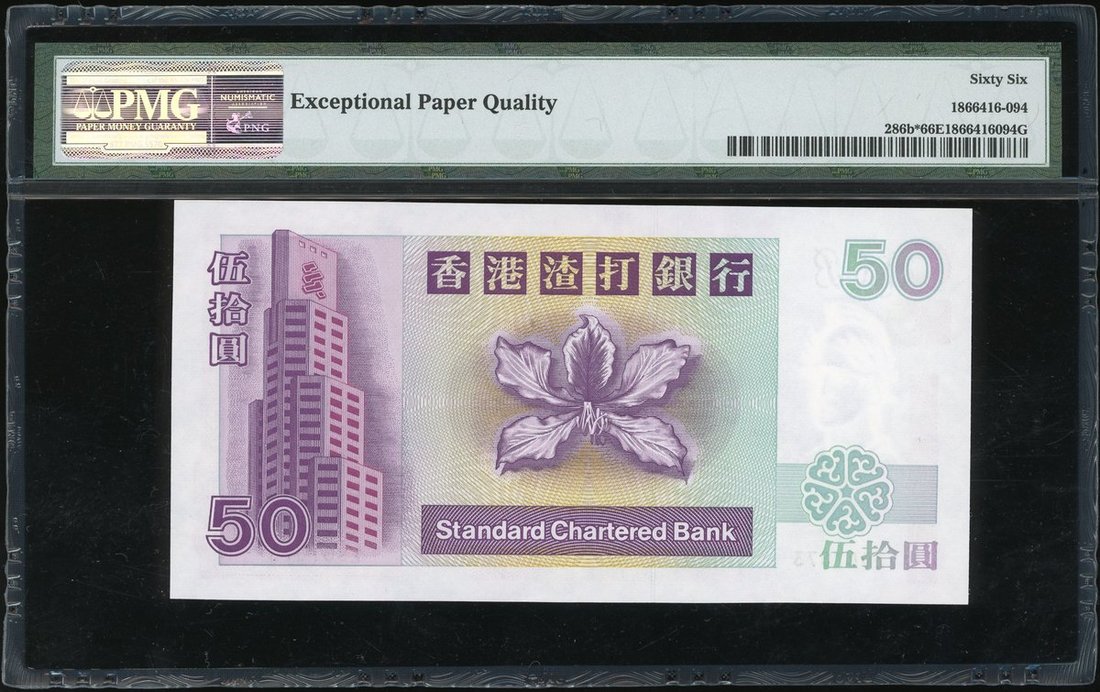 PMG
PAPER MONEY GUARANTY
NUMISMATIC
PNG
Exceptional Paper Quality
Sixty Six
1866416-094
286b*66E1866416094G
伍拾圓
香港渣打銀行
50
50
Standard Chartered Bank
伍拾圓